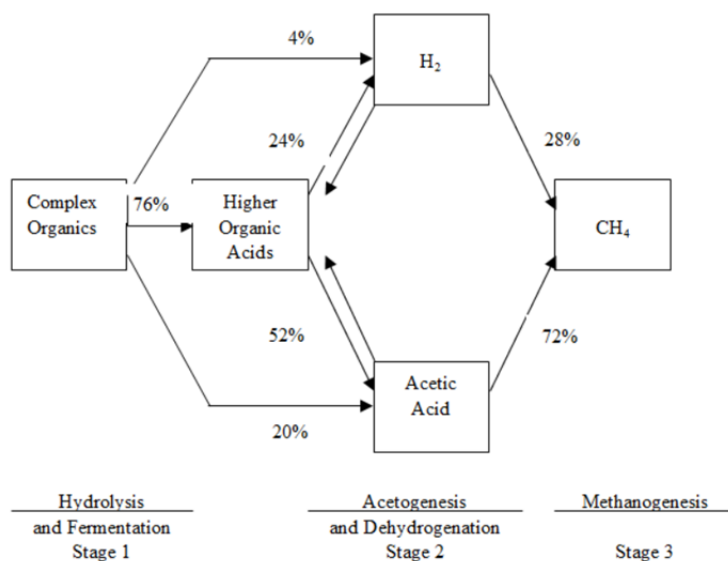 4%
H₂
24%
28%
Complex
Organics
76%
Higher
Organic
Acids
CH₄
52%
72%
Acetic
Acid
20%
Hydrolysis
and Fermentation
Stage 1
Acetogenesis
and Dehydrogenation
Stage 2
Methanogenesis
Stage 3